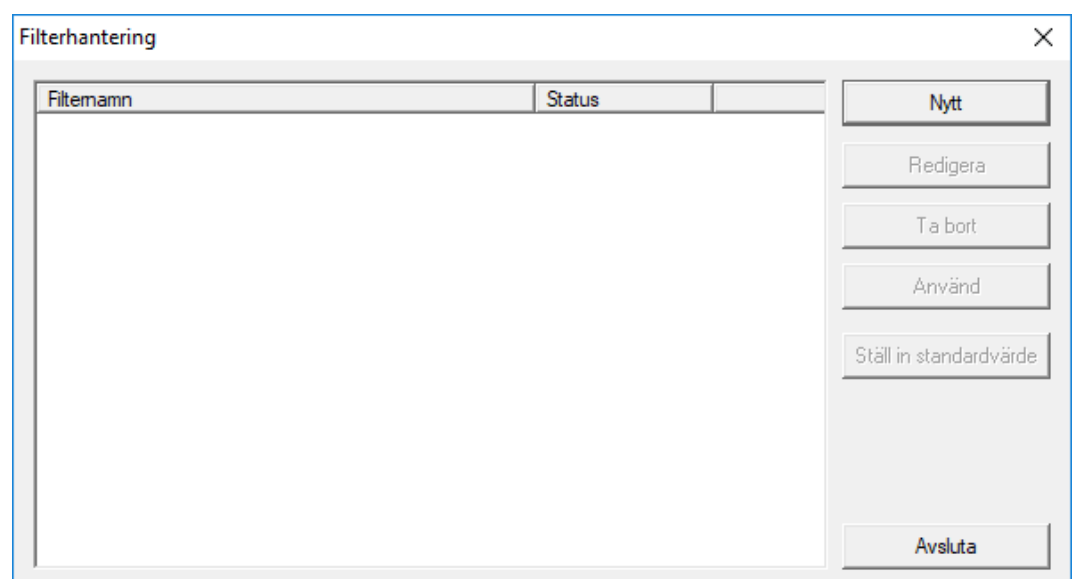 Filterhantering
Filternamn Status
Nytt
Redigera
Ta bort
Använd
Ställ in standardvärde
Avsluta